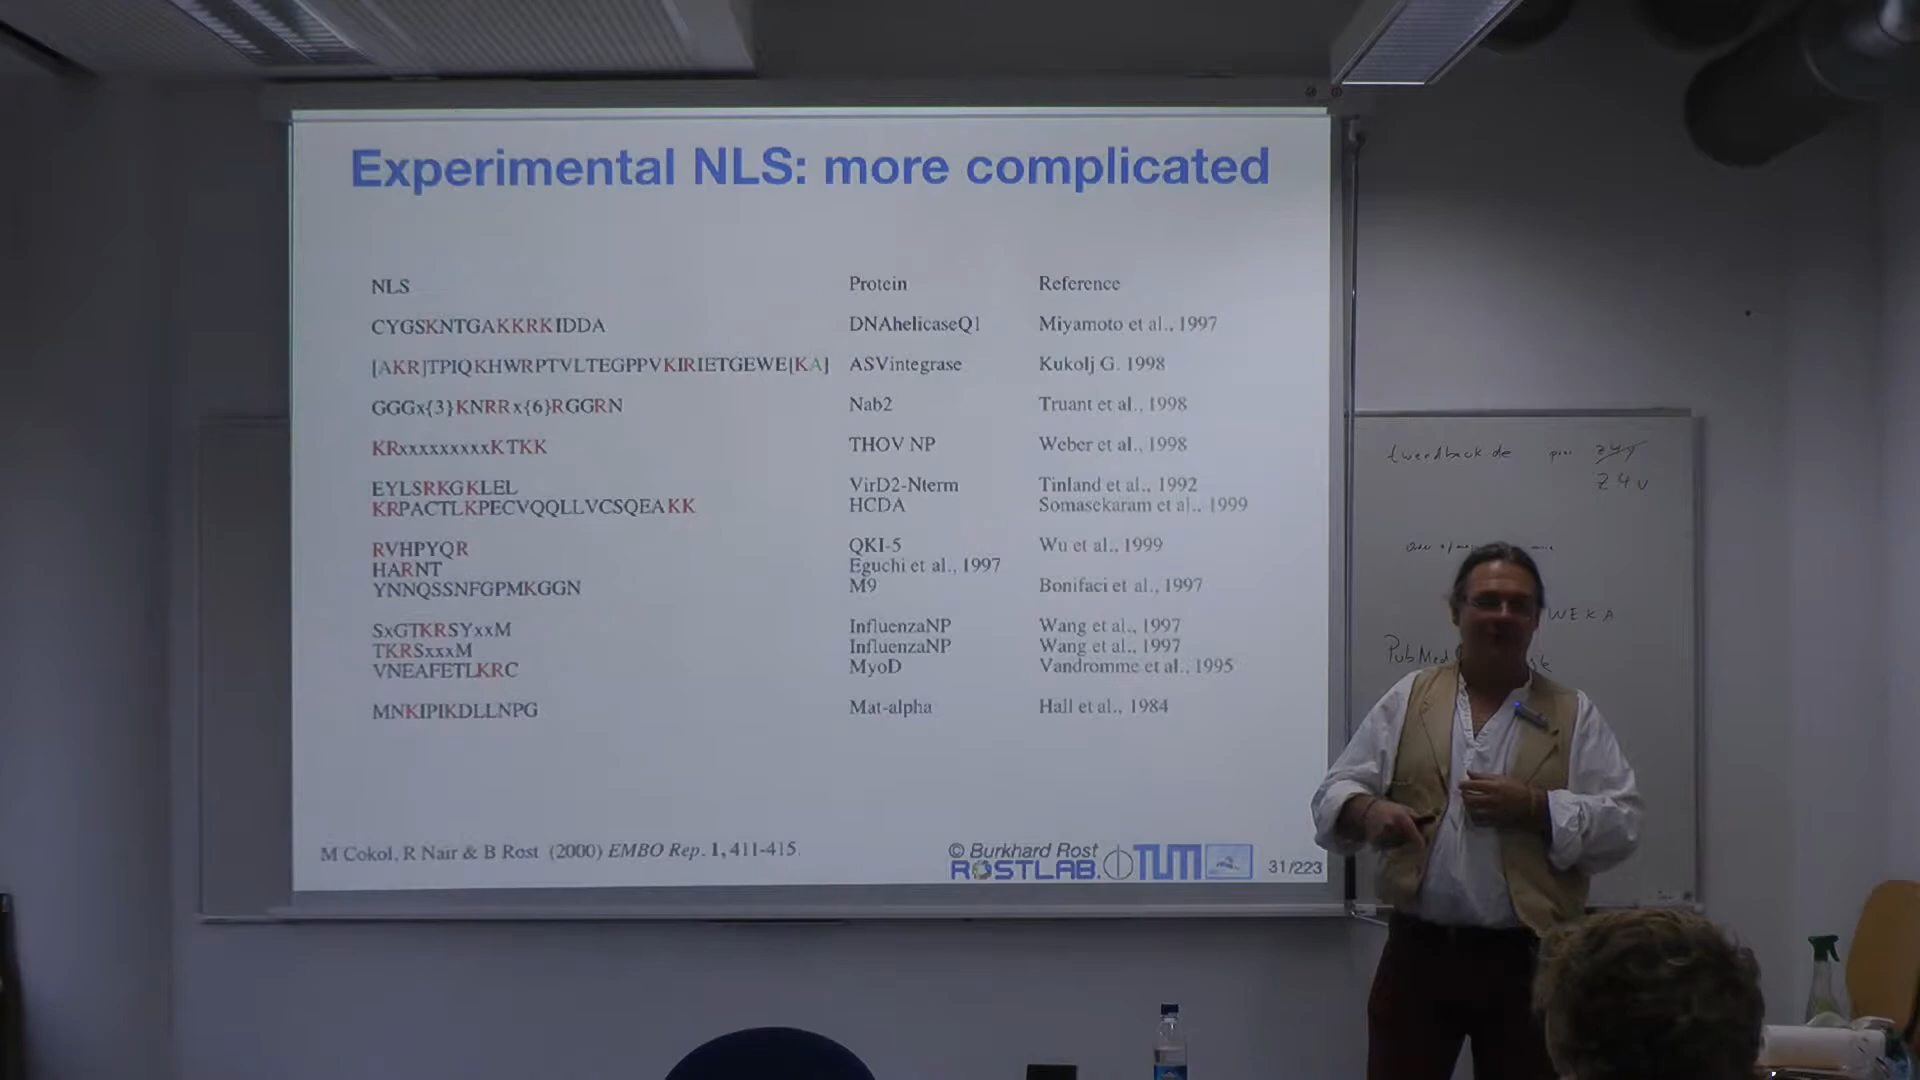 Experimental NLS: more complicated
NLS Protein Reference
CYGSKNTGAKKRKIDDA DNAhelicaseQ1 Miyamoto et al., 1997
[AKR]TPIQKHWRPTVLTEGPPVKIRIETGEWE[KA] ASVintegrase Kukolj G. 1998
GGGx{3}KNRRx{6}RGGRN Nab2 Truant et al., 1998
KRxxxxxxxxxKTKK THOV NP Weber et al., 1998
EYLSRKGKLEL VirD2-Nterm Tinland et al., 1992
KRPACTLKPECVQQLLVCSQEAKK HCDA Somasekaram et al., 1999
RVHPYQR QKI-5 Wu et al., 1999
HARNT Eguchi et al., 1997
YNNQSSNFGPMKGGN M9 Bonifaci et al., 1997
SxGTKRSYxxM InfluenzaNP Wang et al., 1997
TKRSxxxM InfluenzaNP Wang et al., 1997
VNEAFETLKRC MyoD Vandromme et al., 1995
MNKIPIKDLLNPG Mat-alpha Hall et al., 1984
M Cokol, R Nair & B Rost (2000) EMBO Rep. 1, 411-415.
© Burkhard Rost
ROSTLAB. TUM 31/223
tweedback.de
Z4V
WEKA
PubMed